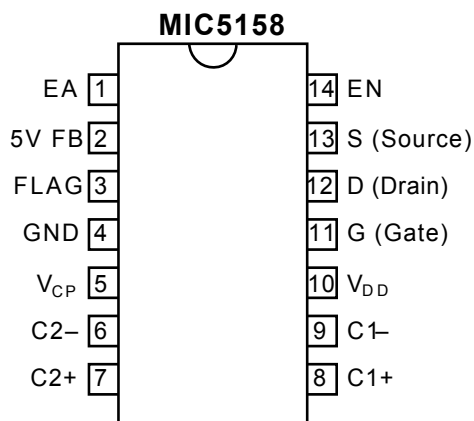 MIC5158
EA 1 14 EN
5V FB 2 13 S (Source)
FLAG 3 12 D (Drain)
GND 4 11 G (Gate)
VCP 5 10 VDD
C2– 6 9 C1–
C2+ 7 8 C1+